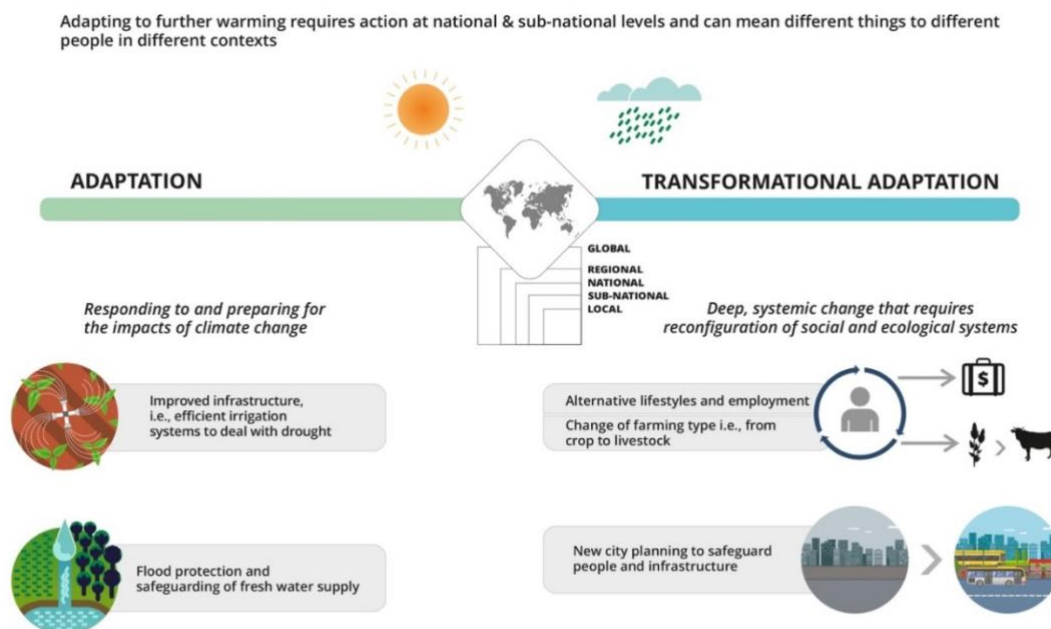 Adapting to further warming requires action at national & sub-national levels and can mean different things to different
people in different contexts
ADAPTATION
TRANSFORMATIONAL ADAPTATION
GLOBAL
REGIONAL
NATIONAL
SUB-NATIONAL
LOCAL
Responding to and preparing for
the impacts of climate change
Deep, systemic change that requires
reconfiguration of social and ecological systems
Improved infrastructure,
i.e., efficient irrigation
systems to deal with drought
Alternative lifestyles and employment
Change of farming type i.e., from
crop to livestock
$
Flood protection and
safeguarding of fresh water supply
New city planning to safeguard
people and infrastructure